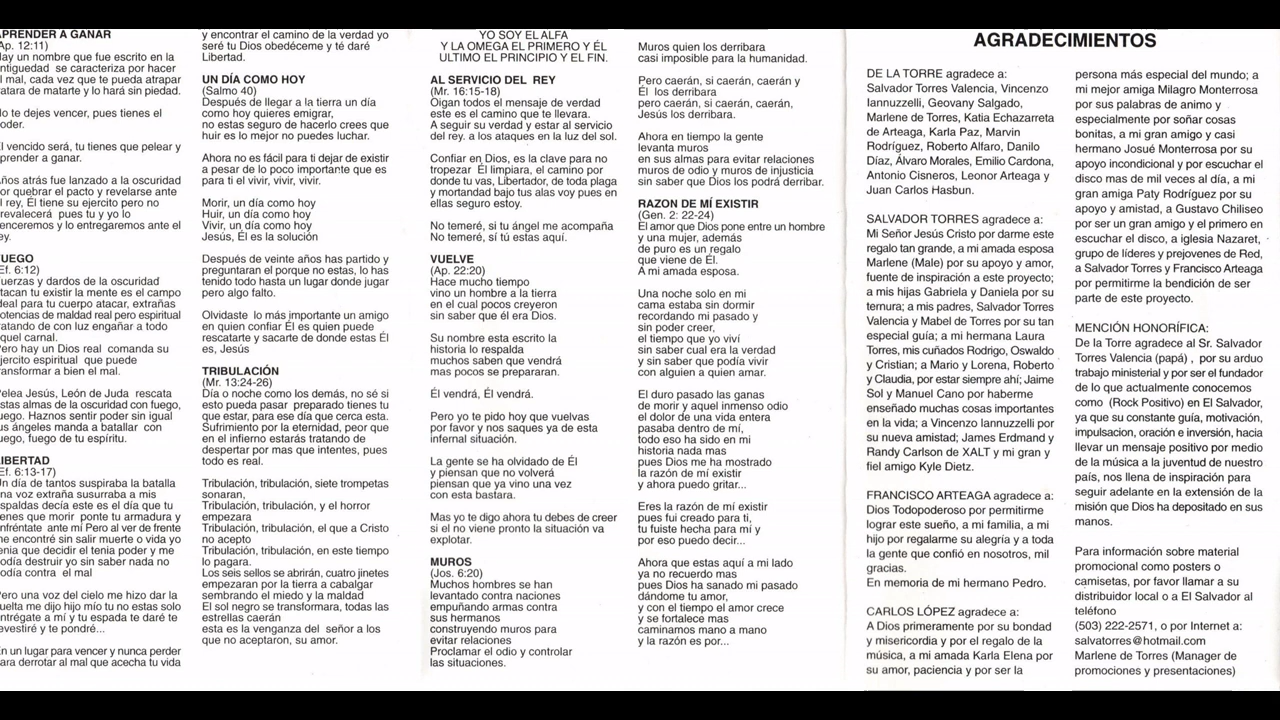 APRENDER A GANAR
Ap. 12:11)
ay un nombre que fue escrito en la
ntiguedad se caracteriza por hacer
l mal, cada vez que te pueda atrapar
ratara de matarte y lo hará sin piedad.
o te dejes vencer, pues tienes el
oder.
l vencido será, tu tienes que pelear y
prender a ganar.
ños atrás fue lanzado a la oscuridad
or quebrar el pacto y revelarse ante
l rey, Él tiene su ejercito pero no
revalecerá pues tu y yo lo
enceremos y lo entregaremos ante el
ey.
UEGO
Ef. 6:12)
uerzas y dardos de la oscuridad
tacan tu existir la mente es el campo
deal para tu cuerpo atacar, extrañas
otencias de maldad real pero espiritual
ratando de con luz engañar a todo
quel carnal.
ero hay un Dios real comanda su
jercito espiritual que puede
ransformar a bien el mal.
elea Jesús, León de Juda rescata
stas almas de la oscuridad con fuego,
uego. Haznos sentir poder sin igual
us ángeles manda a batallar con
uego, fuego de tu espíritu.
IBERTAD
Ef. 6:13-17)
n día de tantos suspiraba la batalla
na voz extraña susurraba a mis
spaldas decía este es el día que tu
enes que morir ponte tu armadura y
nfréntate ante mí Pero al ver de frente
ne encontré sin salir muerte o vida yo
enia que decidir el tenia poder y me
odía destruir yo sin saber nada no
odía contra el mal
ero una voz del cielo me hizo dar la
uelta me dijo hijo mío tu no estas solo
ntrégate a mí y tu espada te daré te
evestiré y te pondré...
n un lugar para vencer y nunca perder
ara derrotar al mal que acecha tu vida
y encontrar el camino de la verdad yo
seré tu Dios obedéceme y té daré
Libertad.
UN DÍA COMO HOY
(Salmo 40)
Después de llegar a la tierra un día
como hoy quieres emigrar,
no estas seguro de hacerlo crees que
huir es lo mejor no puedes luchar.
Ahora no es fácil para ti dejar de existir
a pesar de lo poco importante que es
para ti el vivir, vivir, vivir.
Morir, un día como hoy
Huir, un día como hoy
Vivir, un día como hoy
Jesús, Él es la solución
Después de veinte años has partido y
preguntaran el porque no estas, lo has
tenido todo hasta un lugar donde jugar
pero algo falto.
Olvidaste lo más importante un amigo
en quien confiar Él es quien puede
rescatarte y sacarte de donde estas Él
es, Jesús
TRIBULACIÓN
(Mr. 13:24-26)
Día o noche como los demás, no sé si
esto pueda pasar preparado tienes tu
que estar, para ese día que cerca esta.
Sufrimiento por la eternidad, peor que
en el infierno estarás tratando de
despertar por mas que intentes, pues
todo es real.
Tribulación, tribulación, siete trompetas
sonaran,
Tribulación, tribulación, y el horror
empezara
Tribulación, tribulación, el que a Cristo
no acepto
Tribulación, tribulación, en este tiempo
lo pagara.
Los seis sellos se abrirán, cuatro jinetes
empezaran por la tierra a cabalgar
sembrando el miedo y la maldad
El sol negro se transformara, todas las
estrellas caerán
esta es la venganza del señor a los
que no aceptaron, su amor.
YO SOY EL ALFA
Y LA OMEGA EL PRIMERO Y ÉL
ULTIMO EL PRINCIPIO Y EL FIN.
AL SERVICIO DEL REY
(Mr. 16:15-18)
Oigan todos el mensaje de verdad
este es el camino que te llevara.
A seguir su verdad y estar al servicio
del rey. a los ataques en la luz del sol.
Confiar en Dios, es la clave para no
tropezar Él limpiara, el camino por
donde tu vas, Libertador, de toda plaga
y mortandad bajo tus alas voy pues en
ellas seguro estoy.
No temeré, si tu ángel me acompaña
No temeré, sí tú estas aquí.
VUELVE
(Ap. 22:20)
Hace mucho tiempo
vino un hombre a la tierra
en el cual pocos creyeron
sin saber que él era Dios.
Su nombre esta escrito la
historia lo respalda
muchos saben que vendrá
mas pocos se prepararan.
Él vendrá, Él vendrá.
Pero yo te pido hoy que vuelvas
por favor y nos saques ya de esta
infernal situación.
La gente se ha olvidado de Él
y piensan que no volverá
piensan que ya vino una vez
con esta bastara.
Mas yo te digo ahora tu debes de creer
si el no viene pronto la situación va
explotar.
MUROS
(Jos. 6:20)
Muchos hombres se han
levantado contra naciones
empuñando armas contra
sus hermanos
construyendo muros para
evitar relaciones
Proclamar el odio y controlar
las situaciones.
Muros quien los derribara
casi imposible para la humanidad.
Pero caerán, si caerán, caerán y
Él los derribara
pero caerán, si caerán, caerán,
Jesús los derribara.
Ahora en tiempo la gente
levanta muros
en sus almas para evitar relaciones
muros de odio y muros de injusticia
sin saber que Dios los podrá derribar.
RAZON DE MÍ EXISTIR
(Gen. 2: 22-24)
El amor que Dios pone entre un hombre
y una mujer, además
de puro es un regalo
que viene de Él.
A mi amada esposa.
Una noche solo en mi
cama estaba sin dormir
recordando mi pasado y
sin poder creer,
el tiempo que yo viví
sin saber cual era la verdad
y sin saber que podía vivir
con alguien a quien amar.
El duro pasado las ganas
de morir y aquel inmenso odio
el dolor de una vida entera
pasaba dentro de mí,
todo eso ha sido en mi
historia nada mas
pues Dios me ha mostrado
la razón de mí existir
y ahora puedo gritar...
Eres la razón de mí existir
pues fui creado para ti,
tu fuiste hecha para mí y
por eso puedo decir...
Ahora que estas aquí a mi lado
ya no recuerdo mas
pues Dios ha sanado mi pasado
dándome tu amor,
y con el tiempo el amor crece
y se fortalece mas
caminamos mano a mano
y la razón es por...
AGRADECIMIENTOS
DE LA TORRE agradece a:
Salvador Torres Valencia, Vincenzo
Iannuzzelli, Geovany Salgado,
Marlene de Torres, Katia Echazarreta
de Arteaga, Karla Paz, Marvin
Rodríguez, Roberto Alfaro, Danilo
Díaz, Álvaro Morales, Emilio Cardona,
Antonio Cisneros, Leonor Arteaga y
Juan Carlos Hasbun.
SALVADOR TORRES agradece a:
Mi Señor Jesús Cristo por darme este
regalo tan grande, a mi amada esposa
Marlene (Male) por su apoyo y amor,
fuente de inspiración a este proyecto;
a mis hijas Gabriela y Daniela por su
ternura; a mis padres, Salvador Torres
Valencia y Mabel de Torres por su tan
especial guía; a mi hermana Laura
Torres, mis cuñados Rodrigo, Oswaldo
y Cristian; a Mario y Lorena, Roberto
y Claudia, por estar siempre ahí; Jaime
Sol y Manuel Cano por haberme
enseñado muchas cosas importantes
en la vida; a Vincenzo Iannuzzelli por
su nueva amistad; James Erdmand y
Randy Carlson de XALT y mi gran y
fiel amigo Kyle Dietz.
FRANCISCO ARTEAGA agradece a:
Dios Todopoderoso por permitirme
lograr este sueño, a mi familia, a mi
hijo por regalarme su alegría y a toda
la gente que confió en nosotros, mil
gracias.
En memoria de mi hermano Pedro.
CARLOS LÓPEZ agradece a:
A Dios primeramente por su bondad
y misericordia y por el regalo de la
música, a mi amada Karla Elena por
su amor, paciencia y por ser la
persona más especial del mundo; a
mi mejor amiga Milagro Monterrosa
por sus palabras de animo y
especialmente por soñar cosas
bonitas, a mi gran amigo y casi
hermano Josué Monterrosa por su
apoyo incondicional y por escuchar el
disco mas de mil veces al día, a mi
gran amiga Paty Rodríguez por su
apoyo y amistad, a Gustavo Chiliseo
por ser un gran amigo y el primero en
escuchar el disco, a iglesia Nazaret,
grupo de líderes y prejovenes de Red,
a Salvador Torres y Francisco Arteaga
por permitirme la bendición de ser
parte de este proyecto.
MENCIÓN HONORÍFICA:
De la Torre agradece al Sr. Salvador
Torres Valencia (papá) , por su arduo
trabajo ministerial y por ser el fundador
de lo que actualmente conocemos
como (Rock Positivo) en El Salvador,
ya que su constante guía, motivación,
impulsacion, oración e inversión, hacia
llevar un mensaje positivo por medio
de la música a la juventud de nuestro
país, nos llena de inspiración para
seguir adelante en la extensión de la
misión que Dios ha depositado en sus
manos.
Para información sobre material
promocional como posters o
camisetas, por favor llamar a su
distribuidor local o a El Salvador al
teléfono
(503) 222-2571, o por Internet a:
salvatorres@hotmail.com
Marlene de Torres (Manager de
promociones y presentaciones)